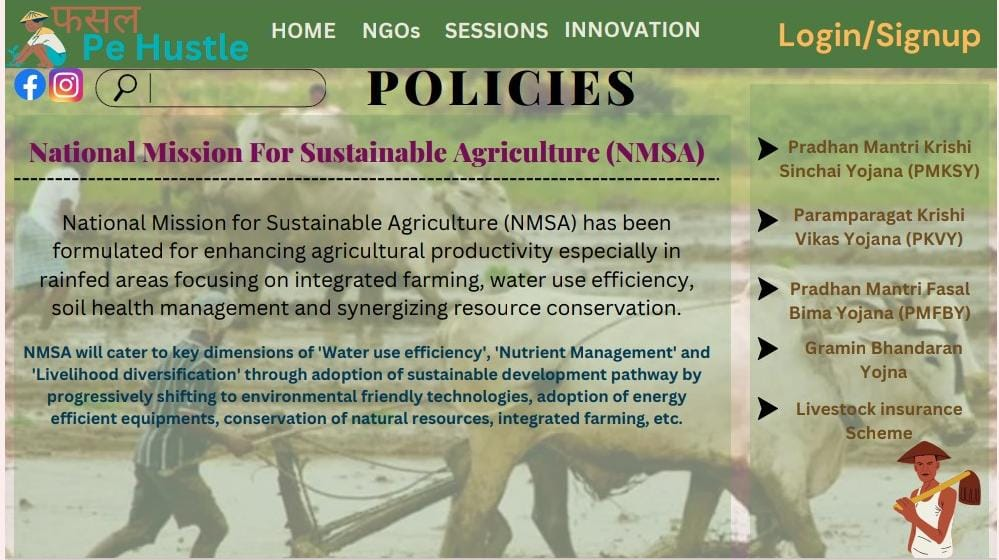 फसल
Pe Hustle
HOME NGOs SESSIONS INNOVATION
Login/Signup
POLICIES
National Mission For Sustainable Agriculture (NMSA)
National Mission for Sustainable Agriculture (NMSA) has been
formulated for enhancing agricultural productivity especially in
rainfed areas focusing on integrated farming, water use efficiency,
soil health management and synergizing resource conservation.
NMSA will cater to key dimensions of 'Water use efficiency', 'Nutrient Management' and
'Livelihood diversification' through adoption of sustainable development pathway by
progressively shifting to environmental friendly technologies, adoption of energy
efficient equipments, conservation of natural resources, integrated farming, etc.
Pradhan Mantri Krishi
Sinchai Yojana (PMKSY)
Paramparagat Krishi
Vikas Yojana (PKVY)
Pradhan Mantri Fasal
Bima Yojana (PMFBY)
Gramin Bhandaran
Yojna
Livestock insurance
Scheme